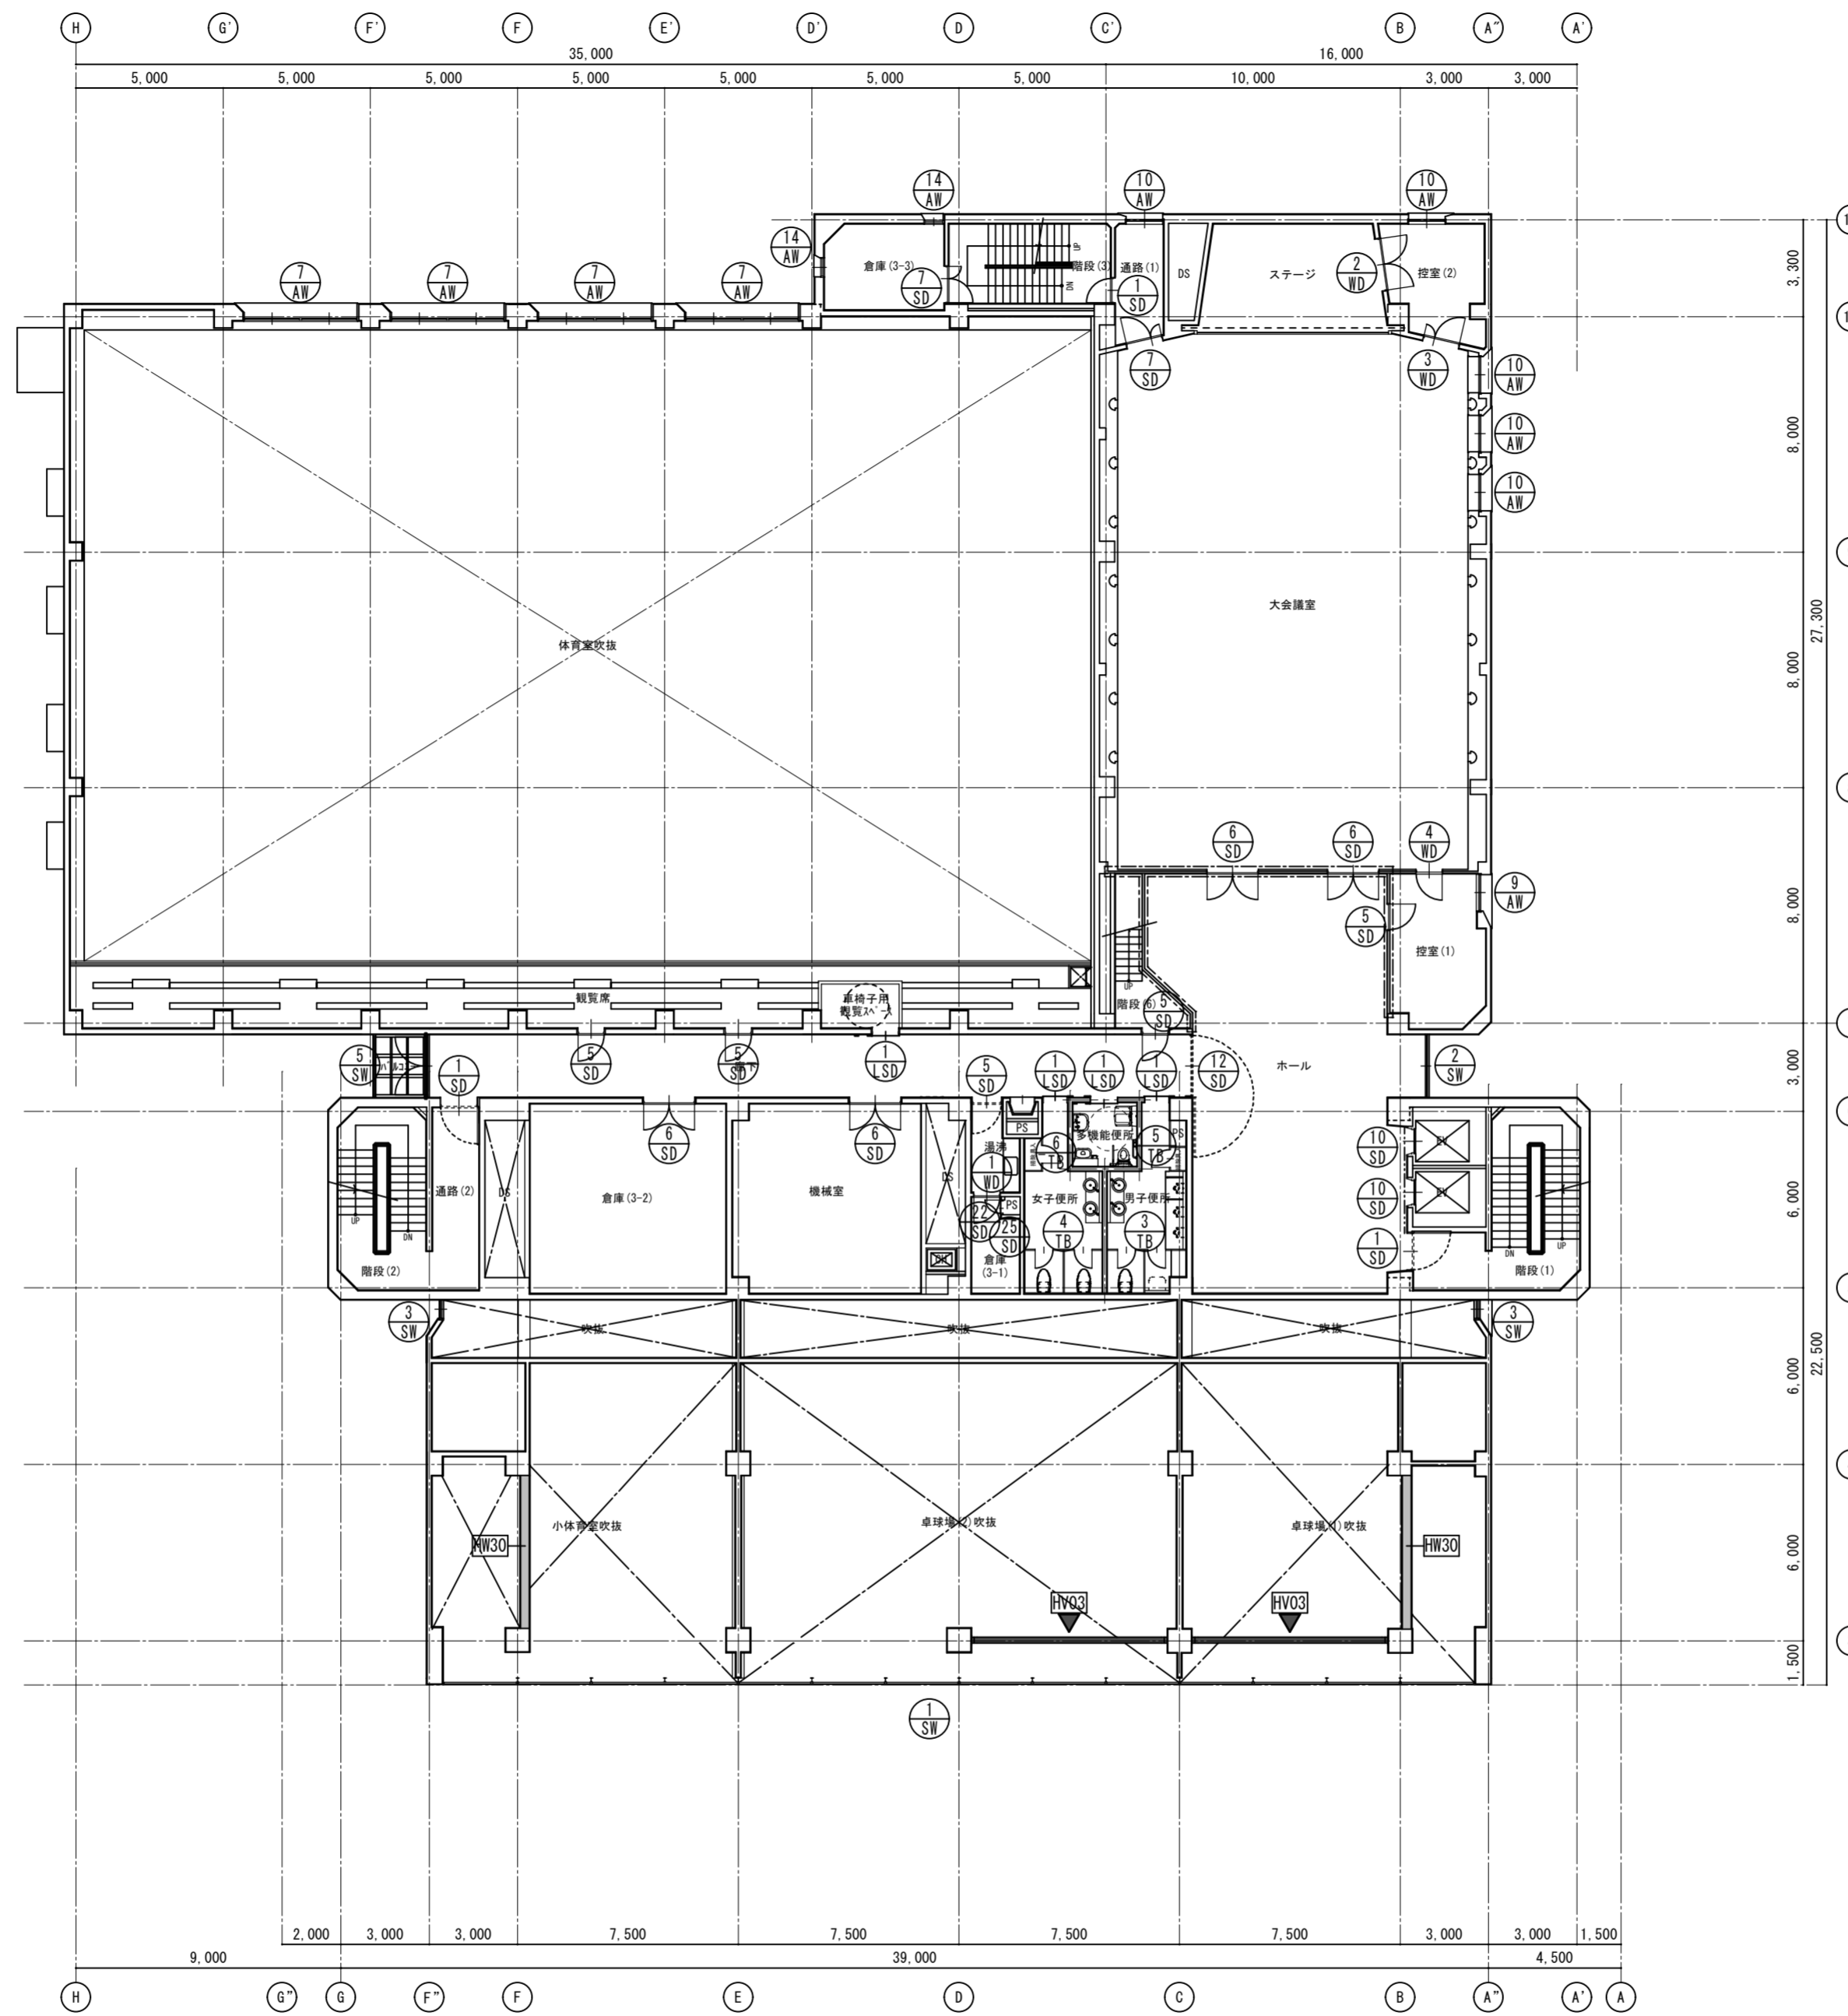 H G' F' F E' D' D C' B A" A'
35,000 16,000
5,000 5,000 5,000 5,000 5,000 5,000 5,000 10,000 3,000 3,000
14 AW
10 AW
10 AW
14 AW
倉庫(3-3)
7 SD
階段(3)
UP
DN
通路(1)
1 SD
DS
ステージ
2 WD
控室(2)
3,300
7 AW
7 AW
7 AW
7 AW
7 SD
3 WD
10 AW
10 AW
10 AW
8,000
大会議室
体育室吹抜
27,300
8,000
6 SD
6 SD
4 WD
9 AW
5 SD
控室(1)
8,000
UP
階段(6)
5 SD
観覧席
車椅子用
観覧スペース
5 SW
バルコニー
1 SD
5 SD
5 SD
廊下
1 LSD
5 SD
1 LSD
1 LSD
1 LSD
12 SD
ホール
2 SW
3,000
PS
湯沸
多機能便所
6 TB
5 TB
PS
6 SD
6 SD
10 SD
EV
通路(2)
DS
倉庫(3-2)
機械室
DS
1 WD
PS
女子便所
男子便所
10 SD
EV
6,000
UP
DN
22 SD
25 SD
4 TB
3 TB
1 SD
DN
UP
階段(2)
倉庫
(3-1)
階段(1)
3 SW
吹抜
吹抜
吹抜
3 SW
22,500
6,000
小体育室吹抜
卓球場(2)吹抜
卓球場(1)吹抜
HW30
HW30
6,000
HV03
HV03
1,500
1 SW
2,000 3,000 3,000 7,500 7,500 7,500 7,500 3,000 3,000 1,500
9,000 39,000 4,500
H G" G F" F E D C B A" A' A